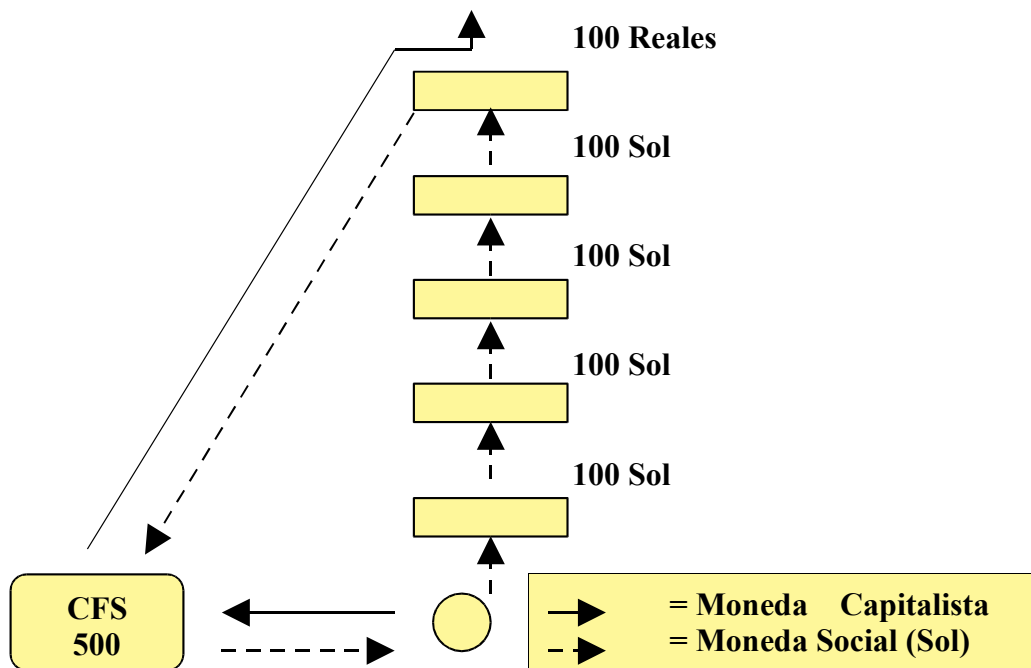 100 Reales
100 Sol
100 Sol
100 Sol
100 Sol
CFS
500
= Moneda Capitalista
= Moneda Social (Sol)